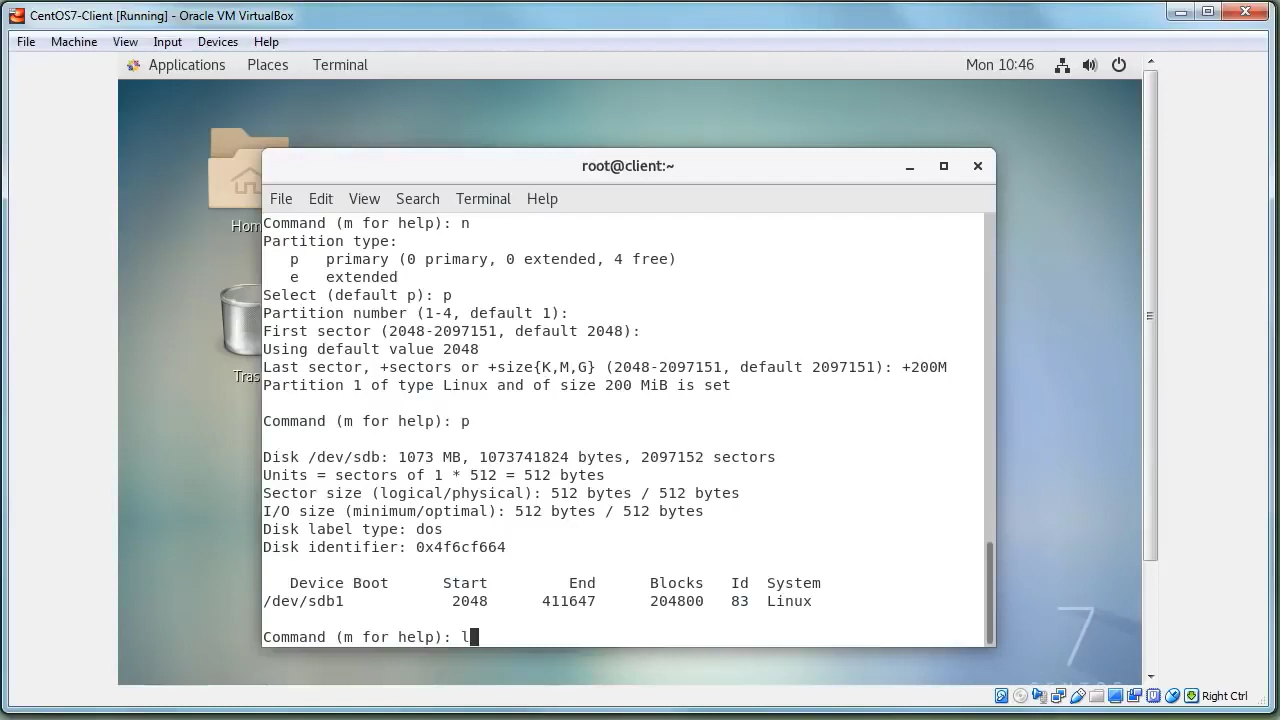 CentOS7-Client [Running] - Oracle VM VirtualBox
File Machine View Input Devices Help
Applications Places Terminal Mon 10:46
root@client:~
File Edit View Search Terminal Help
Command (m for help): n
Partition type:
   p   primary (0 primary, 0 extended, 4 free)
   e   extended
Select (default p): p
Partition number (1-4, default 1):
First sector (2048-2097151, default 2048):
Using default value 2048
Last sector, +sectors or +size{K,M,G} (2048-2097151, default 2097151): +200M
Partition 1 of type Linux and of size 200 MiB is set
Command (m for help): p
Disk /dev/sdb: 1073 MB, 1073741824 bytes, 2097152 sectors
Units = sectors of 1 * 512 = 512 bytes
Sector size (logical/physical): 512 bytes / 512 bytes
I/O size (minimum/optimal): 512 bytes / 512 bytes
Disk label type: dos
Disk identifier: 0x4f6cf664
   Device Boot      Start         End      Blocks   Id  System
/dev/sdb1            2048      411647      204800   83  Linux
Command (m for help): l
Hom
Tras
7
Right Ctrl